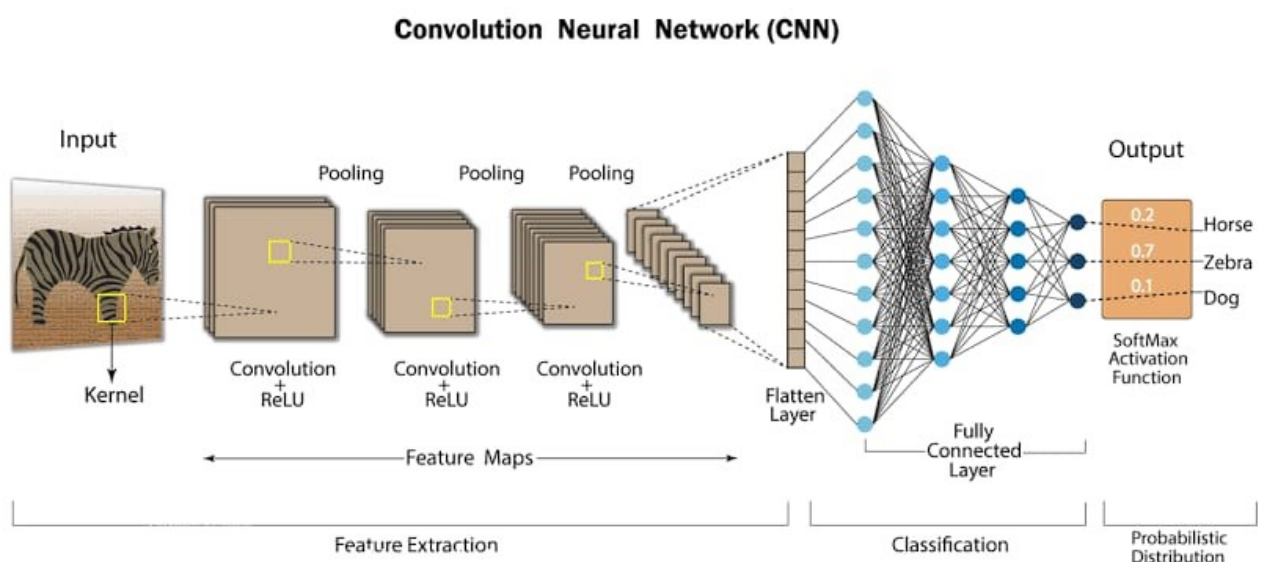 Convolution Neural Network (CNN)
Input
Pooling
Pooling
Pooling
Output
0.2
Horse
0.7
Zebra
0.1
Dog
Kernel
Convolution
+
ReLU
Convolution
+
ReLU
Convolution
+
ReLU
Flatten
Layer
SoftMax
Activation
Function
Feature Maps
Fully
Connected
Layer
Feature Extraction
Classification
Probabilistic
Distribution